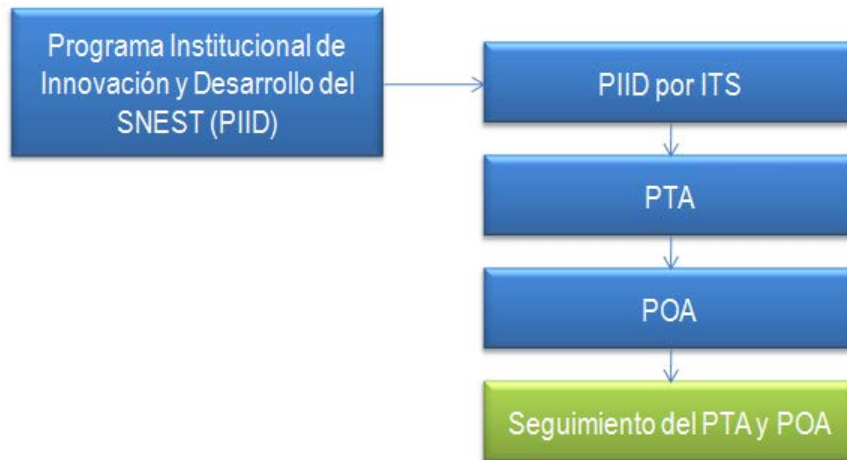 Programa Institucional de
Innovación y Desarrollo del
SNEST (PIID)
PIID por ITS
PTA
POA
Seguimiento del PTA y POA